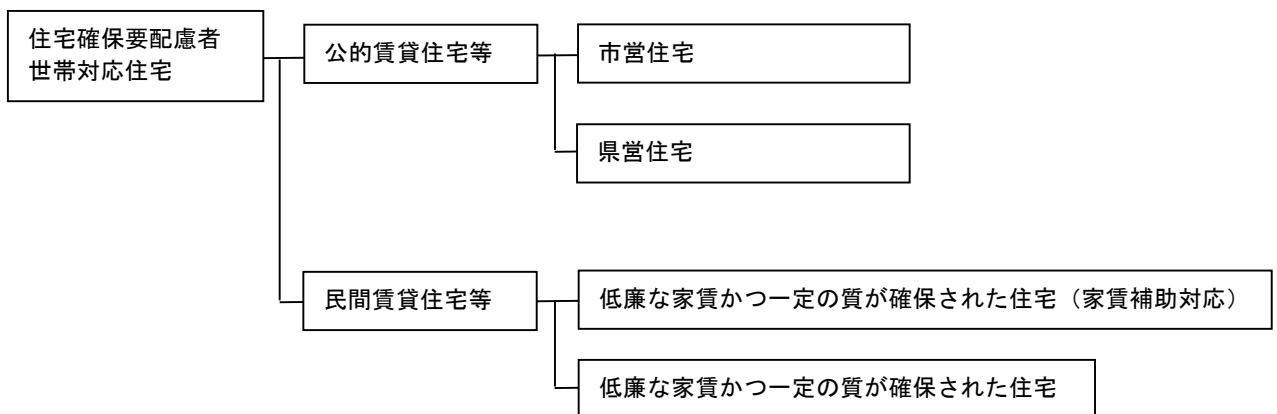 住宅確保要配慮者
世帯対応住宅
公的賃貸住宅等
市営住宅
県営住宅
民間賃貸住宅等
低廉な家賃かつ一定の質が確保された住宅（家賃補助対応）
低廉な家賃かつ一定の質が確保された住宅